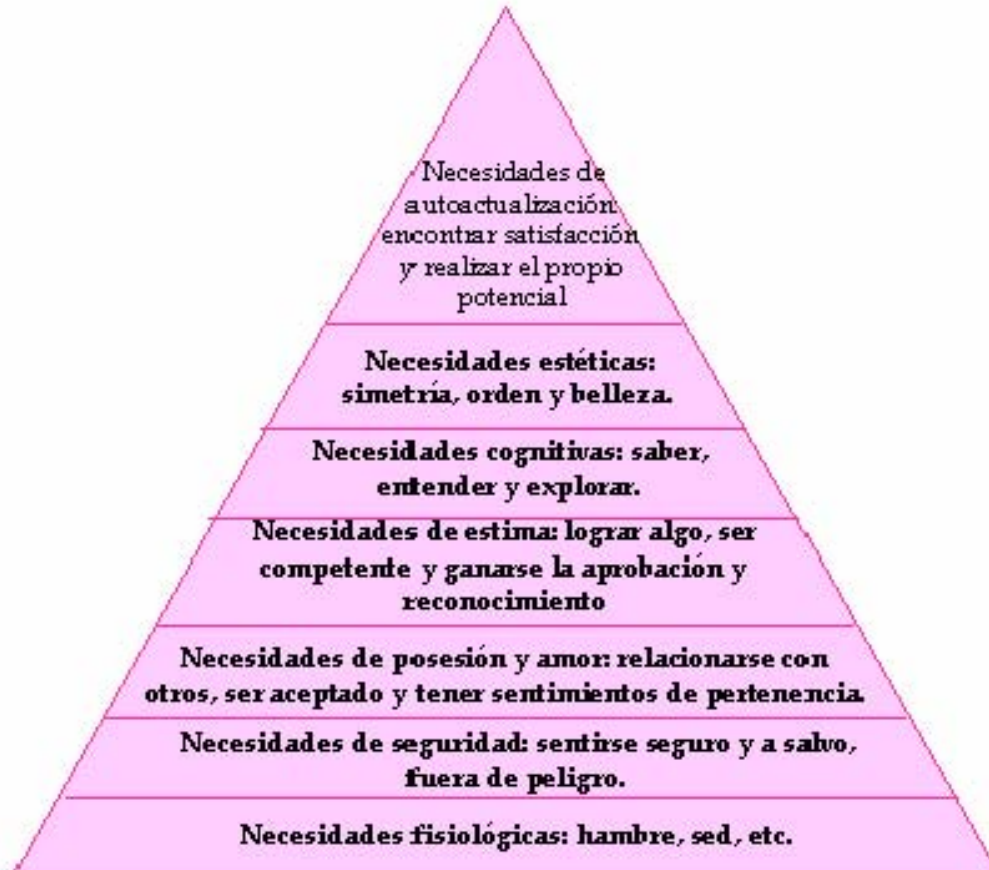 Necesidades de
autoactualización
encontrar satisfacción
y realizar el propio
potencial
Necesidades estéticas:
simetría, orden y belleza.
Necesidades cognitivas: saber,
entender y explorar.
Necesidades de estima: lograr algo, ser
competente y ganarse la aprobación y
reconocimiento
Necesidades de posesión y amor: relacionarse con
otros, ser aceptado y tener sentimientos de pertenencia.
Necesidades de seguridad: sentirse seguro y a salvo,
fuera de peligro.
Necesidades fisiológicas: hambre, sed, etc.